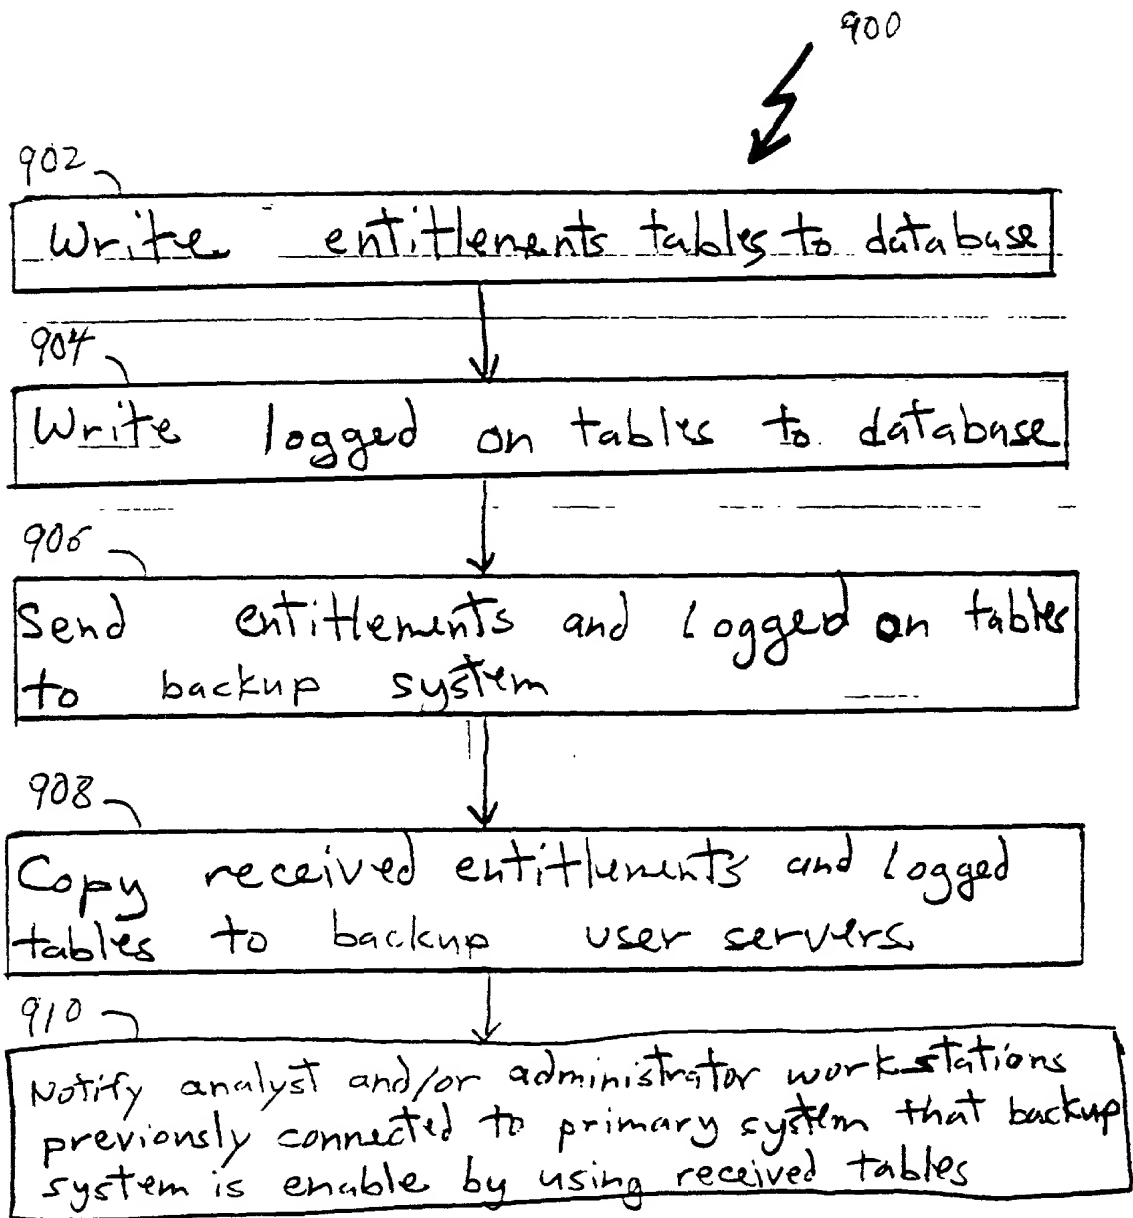 900
902
Write entitlements tables to database
904
Write logged on tables to database
906
Send entitlements and logged on tables
to backup system
908
Copy received entitlements and logged
tables to backup user servers
910
Notify analyst and/or administrator workstations
previously connected to primary system that backup
system is enable by using received tables